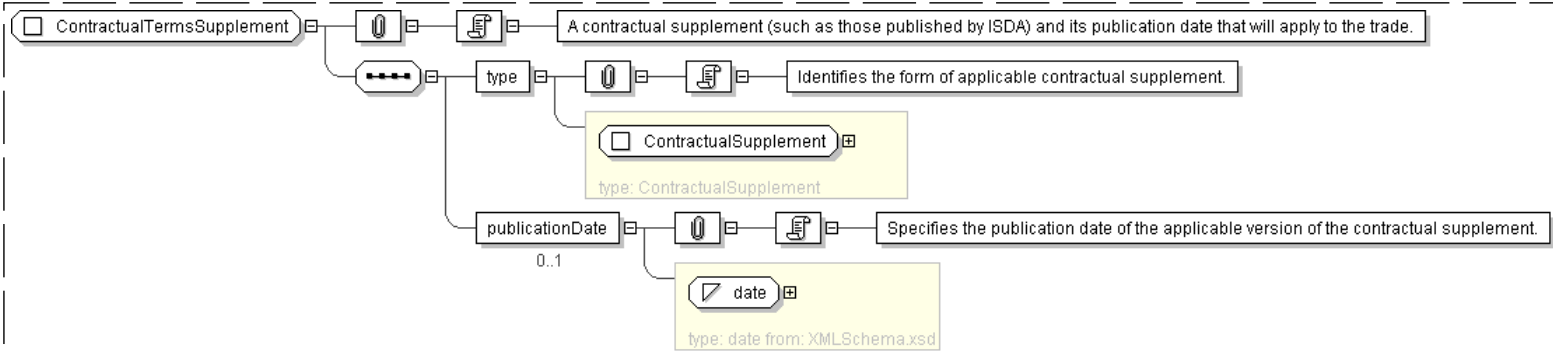 ContractualTermsSupplement
A contractual supplement (such as those published by ISDA) and its publication date that will apply to the trade.
type
Identifies the form of applicable contractual supplement.
ContractualSupplement
type: ContractualSupplement
publicationDate
Specifies the publication date of the applicable version of the contractual supplement.
0..1
date
type: date from: XMLSchema.xsd